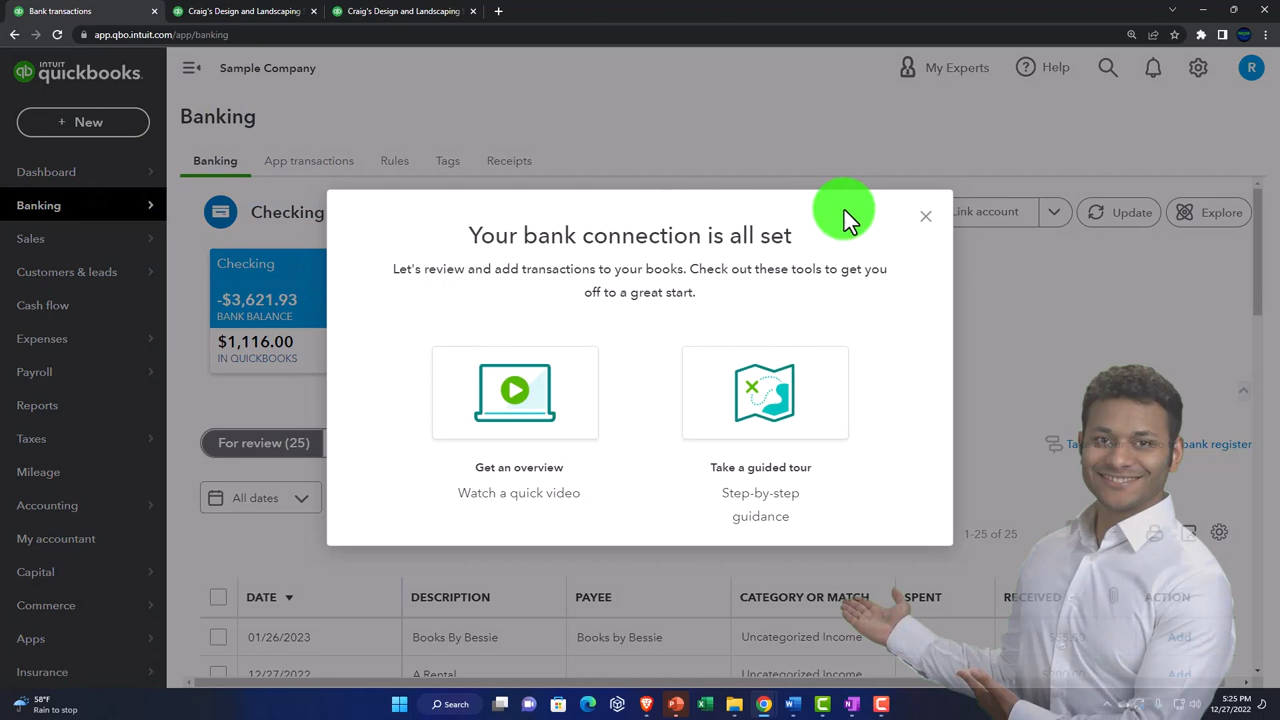 Bank transactions
Craig's Design and Landscaping S
Craig's Design and Landscaping S
app.qbo.intuit.com/app/banking
INTUIT
quickbooks.
Sample Company
My Experts
Help
R
+ New
Banking
Dashboard
Banking
Sales
Customers & leads
Cash flow
Expenses
Payroll
Reports
Taxes
Mileage
Accounting
My accountant
Capital
Commerce
Apps
Insurance
Banking
App transactions
Rules
Tags
Receipts
Checking
Link account
Update
Explore
Checking
-$3,621.93
BANK BALANCE
$1,116.00
IN QUICKBOOKS
Your bank connection is all set
Let's review and add transactions to your books. Check out these tools to get you
off to a great start.
Get an overview
Watch a quick video
Take a guided tour
Step-by-step
guidance
For review (25)
bank register
All dates
1-25 of 25
DATE
DESCRIPTION
PAYEE
CATEGORY OR MATCH
SPENT
RECEIVED
ACTION
01/26/2023
Books By Bessie
Books by Bessie
Uncategorized Income
Add
12/27/2022
A Rental
Uncategorized Income
Add
58°F
Rain to stop
Search
5:25 PM
12/27/2022